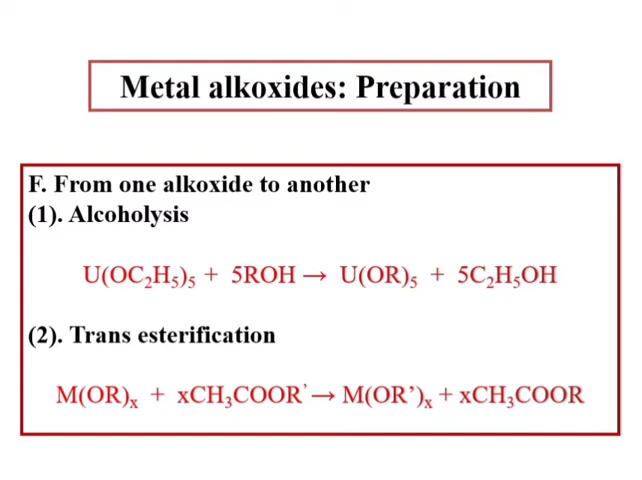 Metal alkoxides: Preparation
F. From one alkoxide to another
(1). Alcoholysis
U(OC₂H₅)₅ + 5ROH → U(OR)₅ + 5C₂H₅OH
(2). Trans esterification
M(OR)ₓ + xCH₃COOR’ → M(OR’)ₓ + xCH₃COOR